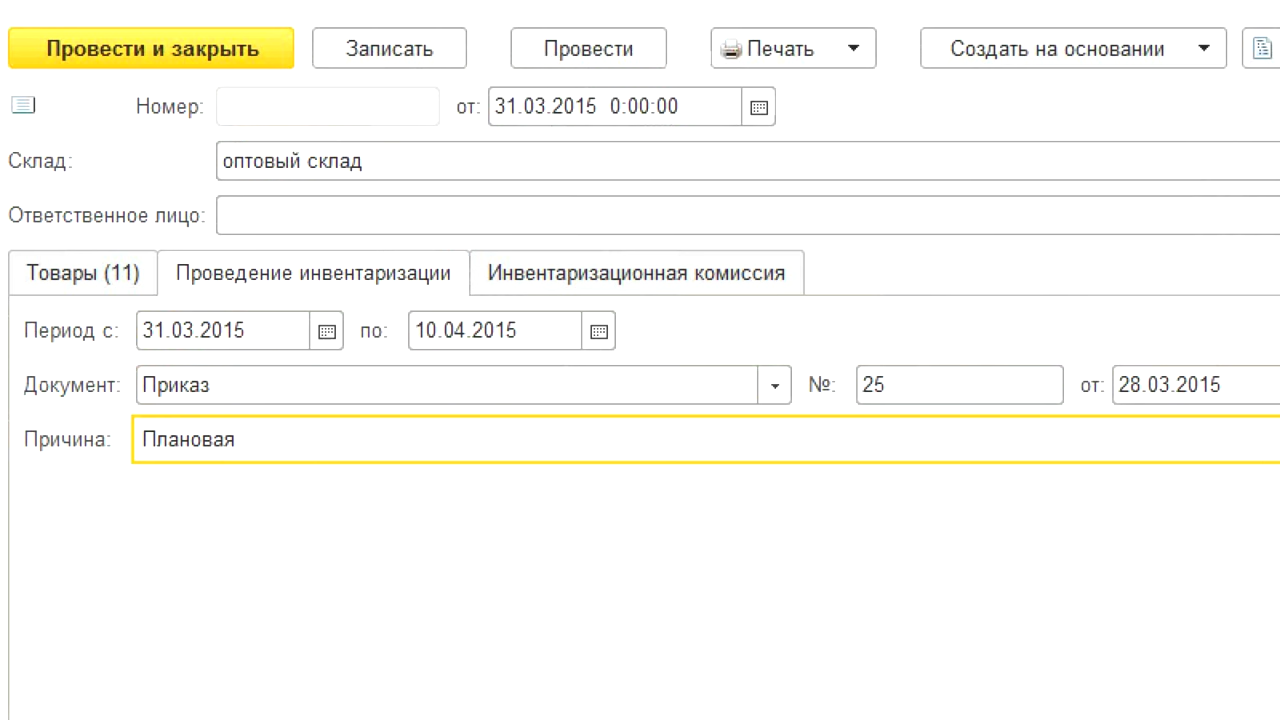 Провести и закрыть Записать Провести Печать Создать на основании
Номер: от: 31.03.2015 0:00:00
Склад: оптовый склад
Ответственное лицо:
Товары (11) Проведение инвентаризации Инвентаризационная комиссия
Период с: 31.03.2015 по: 10.04.2015
Документ: Приказ №: 25 от: 28.03.2015
Причина: Плановая